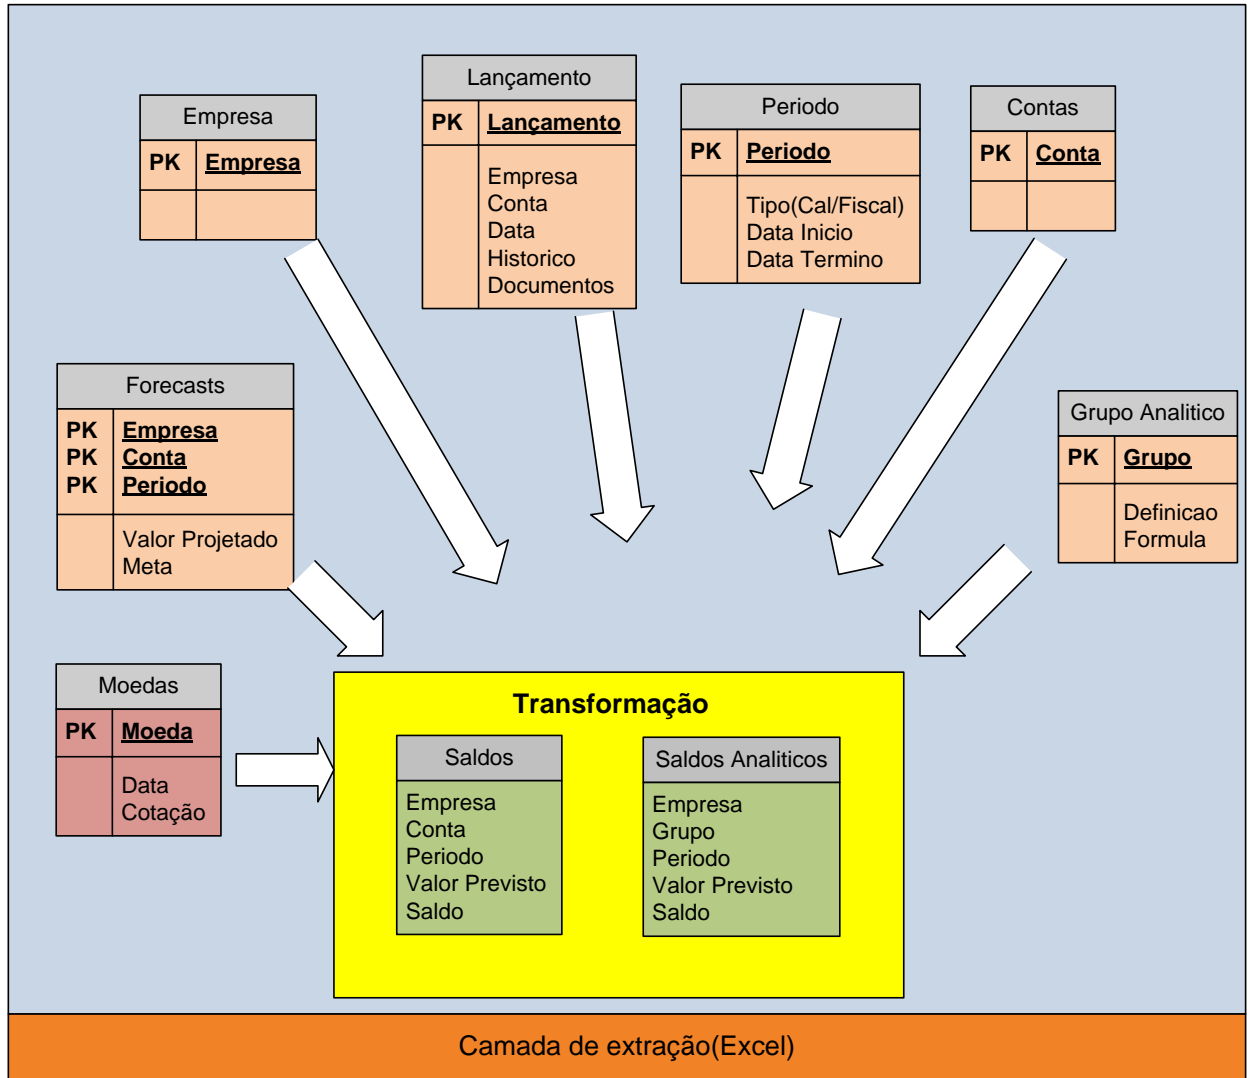 Empresa
PK Empresa
Lançamento
PK Lançamento
Empresa
Conta
Data
Historico
Documentos
Periodo
PK Periodo
Tipo(Cal/Fiscal)
Data Inicio
Data Termino
Contas
PK Conta
Forecasts
PK Empresa
PK Conta
PK Periodo
Valor Projetado
Meta
Grupo Analitico
PK Grupo
Definicao
Formula
Moedas
PK Moeda
Data
Cotação
Transformação
Saldos
Empresa
Conta
Periodo
Valor Previsto
Saldo
Saldos Analiticos
Empresa
Grupo
Periodo
Valor Previsto
Saldo
Camada de extração(Excel)